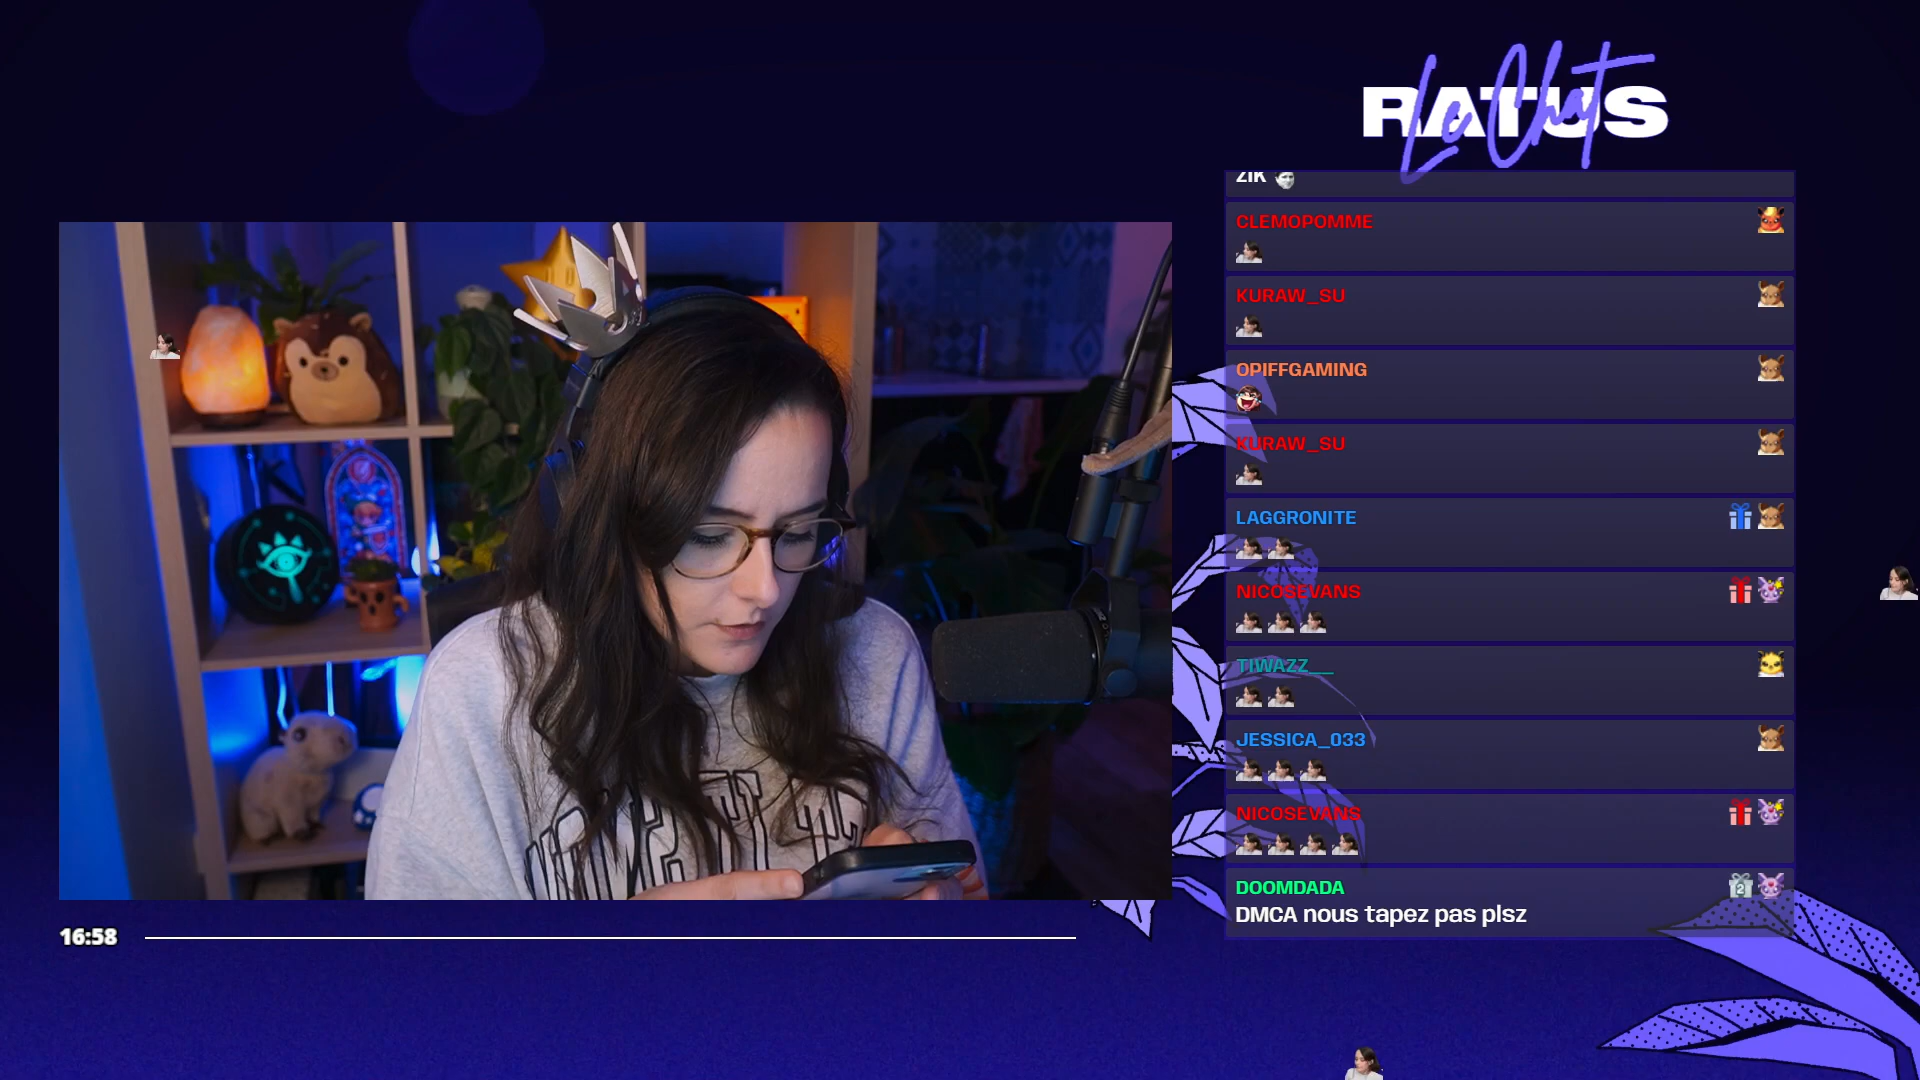 RATUS
Le Chat
ZIK
CLEMOPOMME
KURAW_SU
OPIFFGAMING
KURAW_SU
LAGGRONITE
NICOSEVANS
TIWAZZ__
JESSICA_033
NICOSEVANS
DOOMDADA
2
DMCA nous tapez pas plsz
16:58